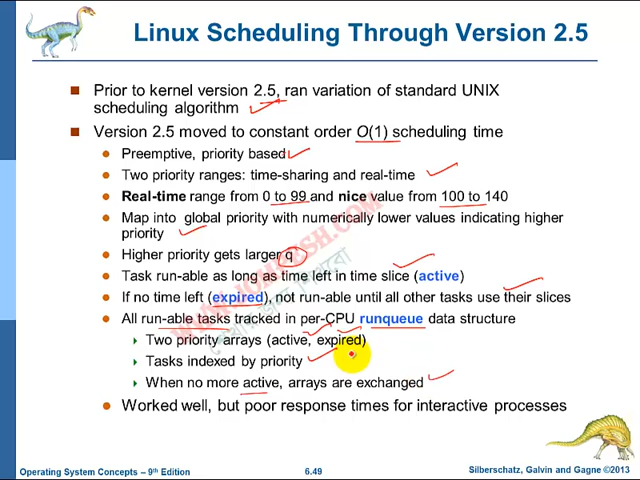 Linux Scheduling Through Version 2.5
Prior to kernel version 2.5, ran variation of standard UNIX
scheduling algorithm
Version 2.5 moved to constant order O(1) scheduling time
Preemptive, priority based
Two priority ranges: time-sharing and real-time
Real-time range from 0 to 99 and nice value from 100 to 140
Map into global priority with numerically lower values indicating higher
priority
Higher priority gets larger q
Task run-able as long as time left in time slice (active)
If no time left (expired), not run-able until all other tasks use their slices
All run-able tasks tracked in per-CPU runqueue data structure
Two priority arrays (active, expired)
Tasks indexed by priority
When no more active, arrays are exchanged
Worked well, but poor response times for interactive processes
Operating System Concepts – 9th Edition
6.49
Silberschatz, Galvin and Gagne ©2013